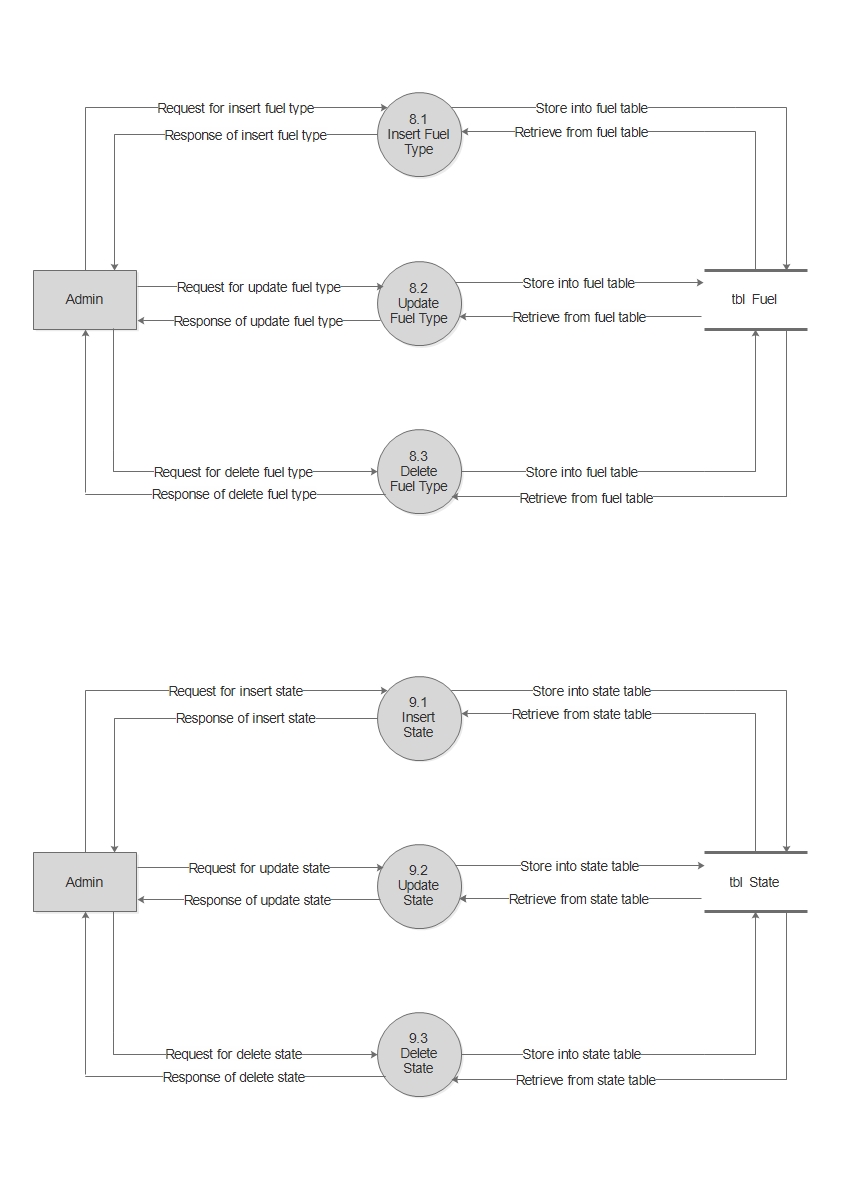 Request for insert fuel type
8.1
Insert Fuel
Type
Store into fuel table
Response of insert fuel type
Retrieve from fuel table
Admin
Request for update fuel type
8.2
Update
Fuel Type
Store into fuel table
tbl Fuel
Response of update fuel type
Retrieve from fuel table
8.3
Delete
Fuel Type
Request for delete fuel type
Store into fuel table
Response of delete fuel type
Retrieve from fuel table
Request for insert state
9.1
Insert
State
Store into state table
Response of insert state
Retrieve from state table
Admin
Request for update state
9.2
Update
State
Store into state table
tbl State
Response of update state
Retrieve from state table
9.3
Delete
State
Request for delete state
Store into state table
Response of delete state
Retrieve from state table